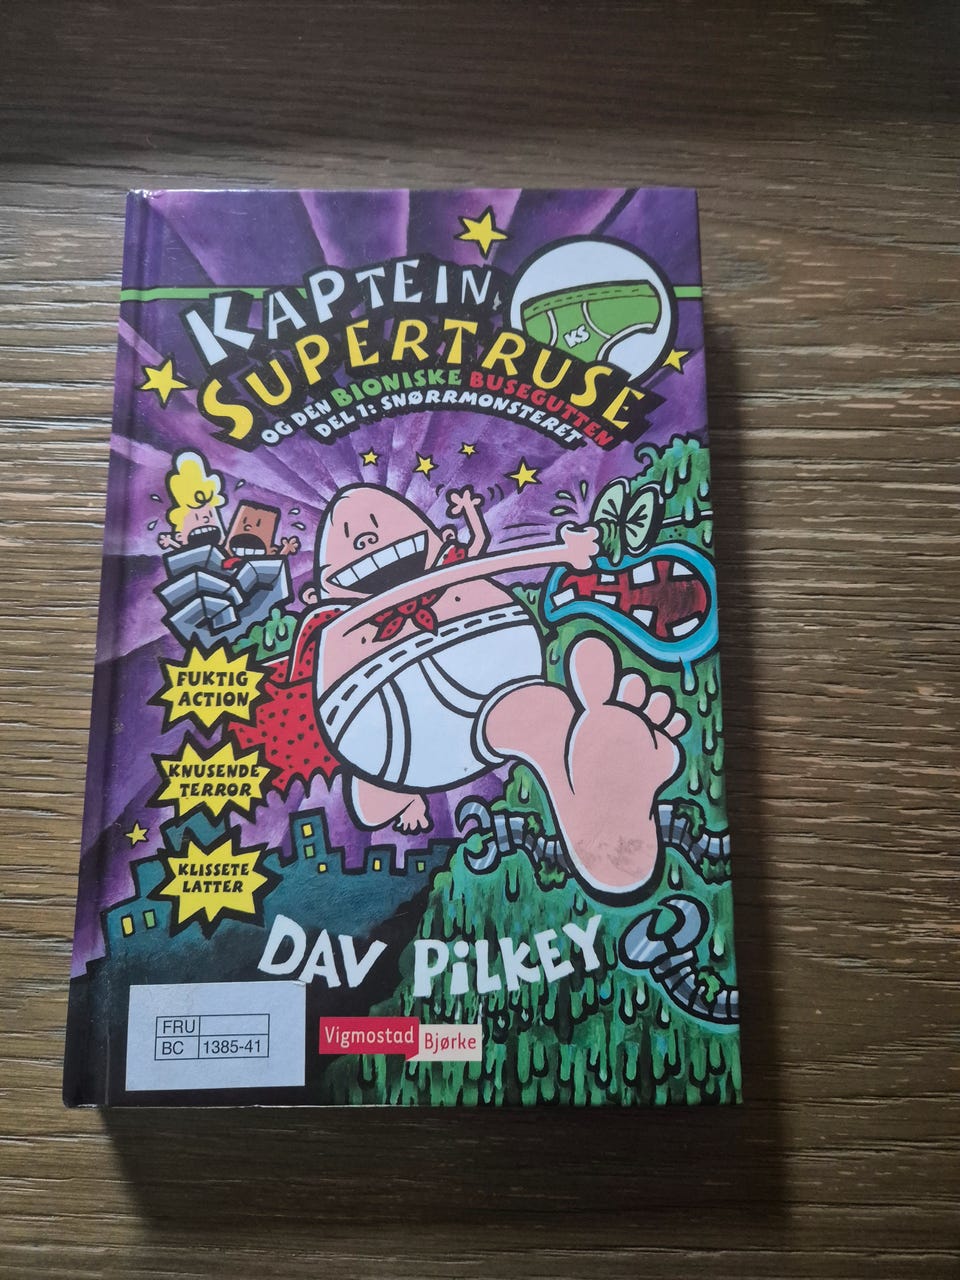 KAPTEIN
SUPERTRUSE
KS
OG DEN BIONISKE BUSEGUTTEN
DEL 1: SNØRRMONSTERET
FUKTIG
ACTION
KNUSENDE
TERROR
KLISSETE
LATTER
DAV PILKEY
FRU
BC 1385-41
Vigmostad Bjørke